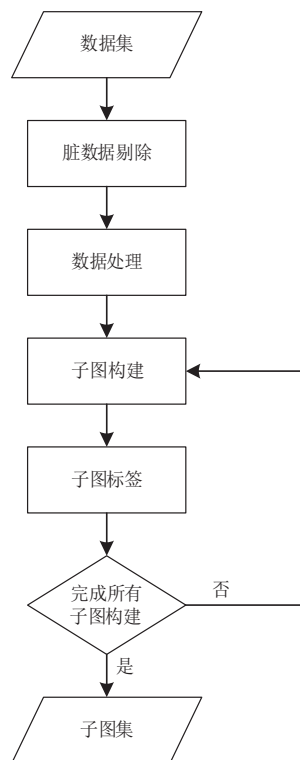 数据集
脏数据剔除
数据处理
子图构建
子图标签
完成所有
子图构建
否
是
子图集